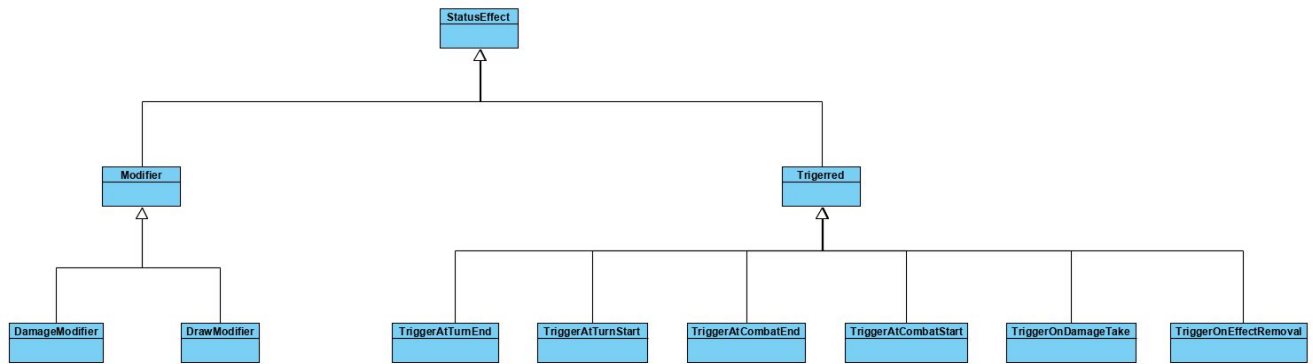 StatusEffect
Modifier
Trigerred
DamageModifier
DrawModifier
TriggerAtTurnEnd
TriggerAtTurnStart
TriggerAtCombatEnd
TriggerAtCombatStart
TriggerOnDamageTake
TriggerOnEffectRemoval